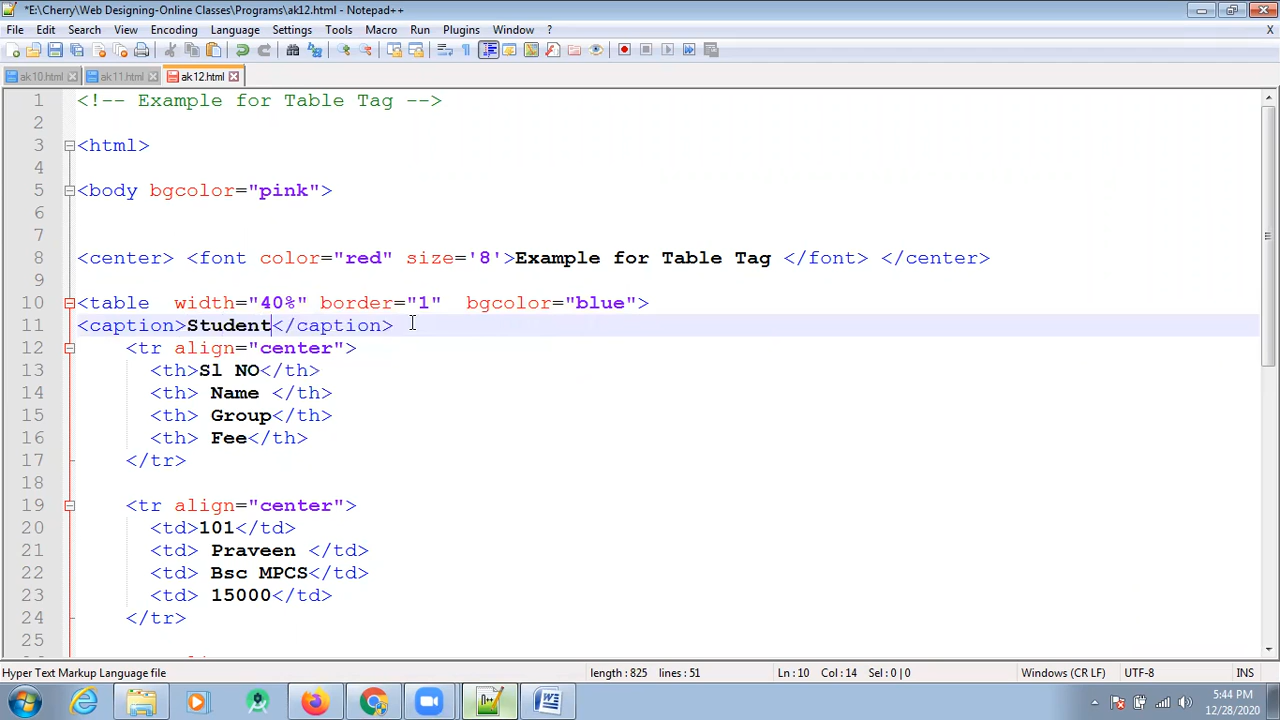 *E:\Cherry\Web Designing-Online Classes\Programs\ak12.html - Notepad++
File Edit Search View Encoding Language Settings Tools Macro Run Plugins Window ? X
ak10.html ak11.html ak12.html
1 <!-- Example for Table Tag -->
2
3 <html>
4
5 <body bgcolor="pink">
6
7
8 <center> <font color="red" size='8'>Example for Table Tag </font> </center>
9
10 <table width="40%" border="1" bgcolor="blue">
11 <caption>Student</caption>
12 <tr align="center">
13 <th>Sl NO</th>
14 <th> Name </th>
15 <th> Group</th>
16 <th> Fee</th>
17 </tr>
18
19 <tr align="center">
20 <td>101</td>
21 <td> Praveen </td>
22 <td> Bsc MPCS</td>
23 <td> 15000</td>
24 </tr>
25
Hyper Text Markup Language file length : 825 lines : 51 Ln : 10 Col : 14 Sel : 0 | 0 Windows (CR LF) UTF-8 INS
5:44 PM
12/28/2020